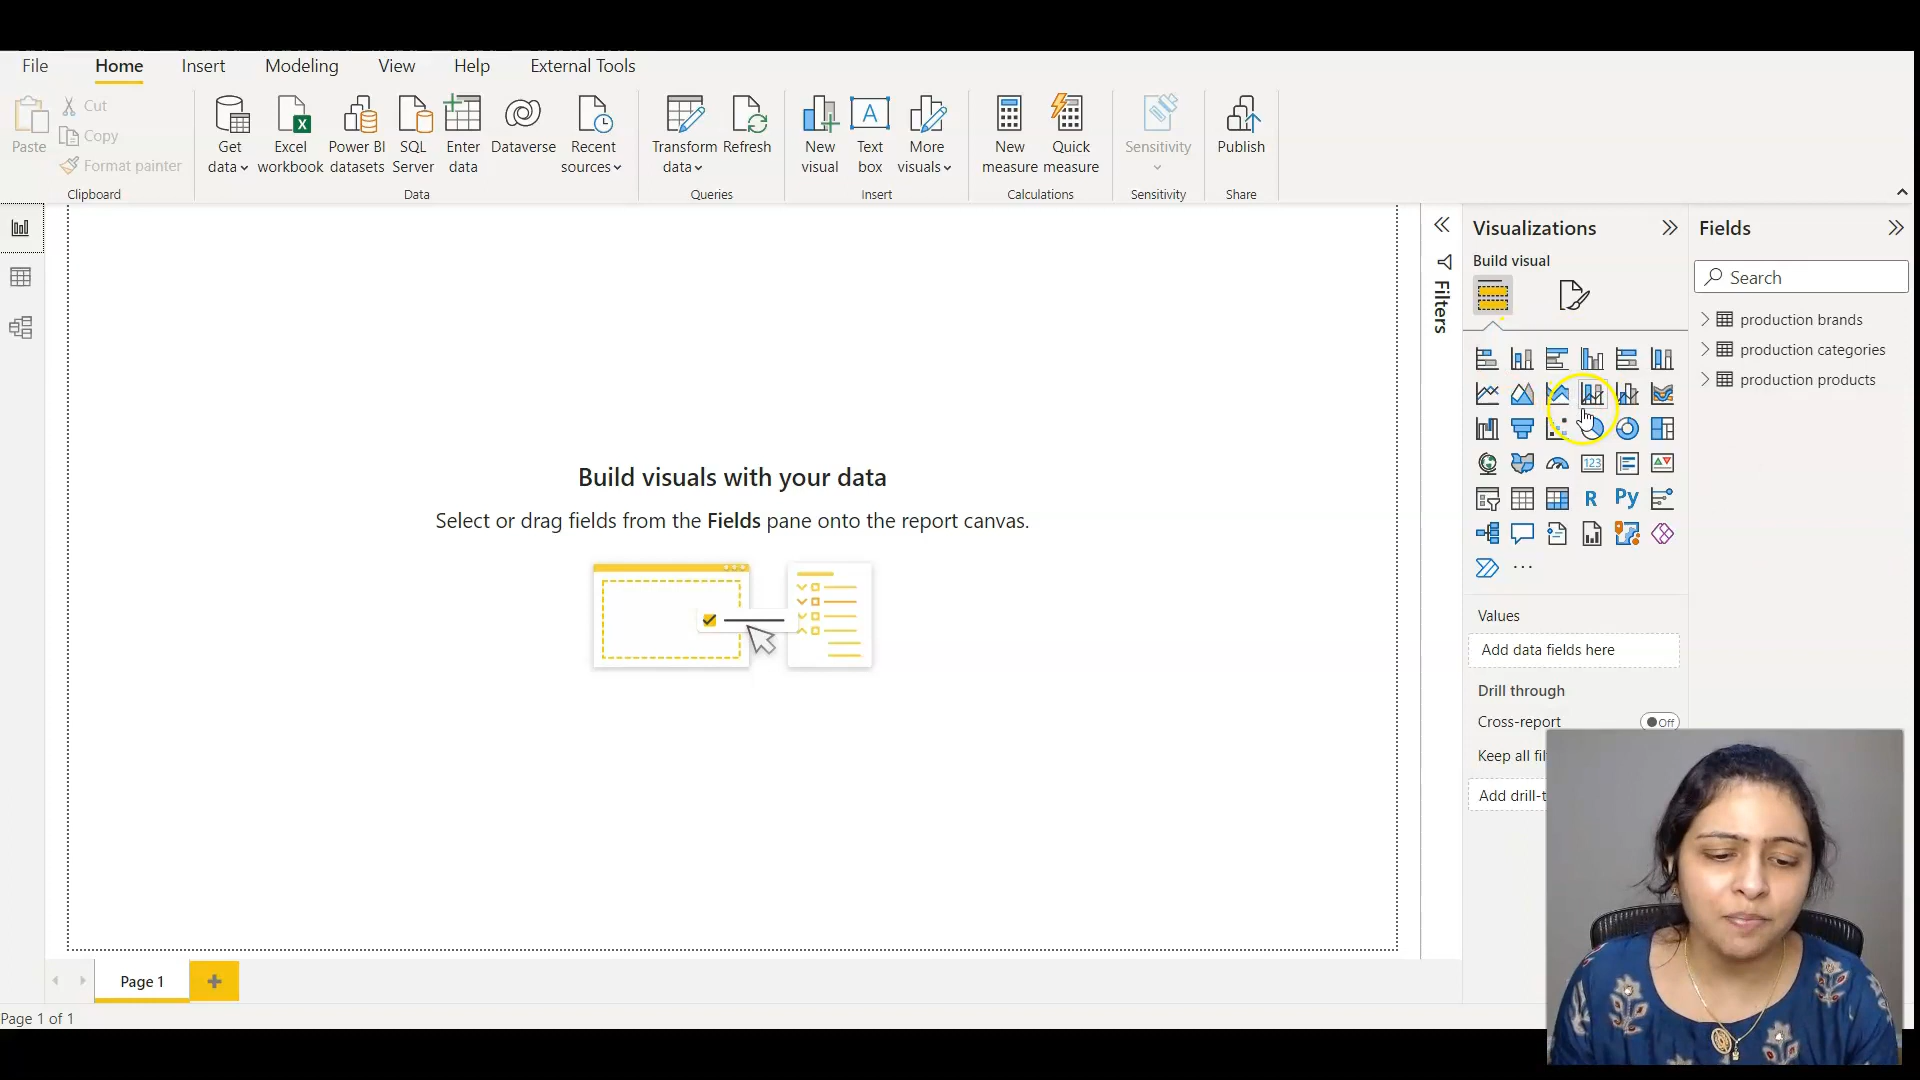 File Home Insert Modeling View Help External Tools
Paste
Cut
Copy
Format painter
Clipboard
Get data
Excel workbook
Power BI datasets
SQL Server
Enter data
Dataverse
Recent sources
Data
Transform data
Refresh
Queries
New visual
Text box
More visuals
Insert
New measure
Quick measure
Calculations
Sensitivity
Sensitivity
Publish
Share
Filters
Visualizations
Build visual
123
R
Py
Values
Add data fields here
Drill through
Cross-report Off
Keep all
Add
Fields
Search
production brands
production categories
production products
Build visuals with your data
Select or drag fields from the Fields pane onto the report canvas.
Page 1
Page 1 of 1